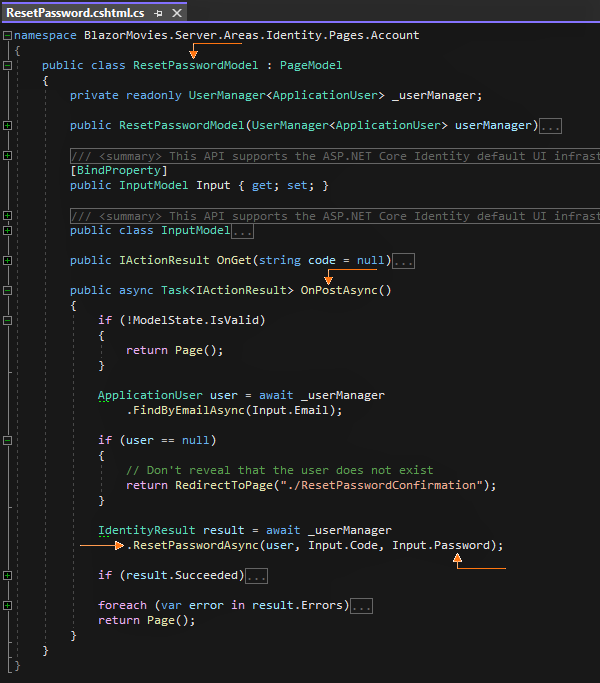 ResetPassword.cshtml.cs
namespace BlazorMovies.Server.Areas.Identity.Pages.Account
{
public class ResetPasswordModel : PageModel
{
private readonly UserManager<ApplicationUser> _userManager;
public ResetPasswordModel(UserManager<ApplicationUser> userManager)...
/// <summary> This API supports the ASP.NET Core Identity default UI infrast
[BindProperty]
public InputModel Input { get; set; }
/// <summary> This API supports the ASP.NET Core Identity default UI infrast
public class InputModel...
public IActionResult OnGet(string code = null)...
public async Task<IActionResult> OnPostAsync()
{
if (!ModelState.IsValid)
{
return Page();
}
ApplicationUser user = await _userManager
.FindByEmailAsync(Input.Email);
if (user == null)
{
// Don't reveal that the user does not exist
return RedirectToPage("./ResetPasswordConfirmation");
}
IdentityResult result = await _userManager
.ResetPasswordAsync(user, Input.Code, Input.Password);
if (result.Succeeded)...
foreach (var error in result.Errors)...
return Page();
}
}
}